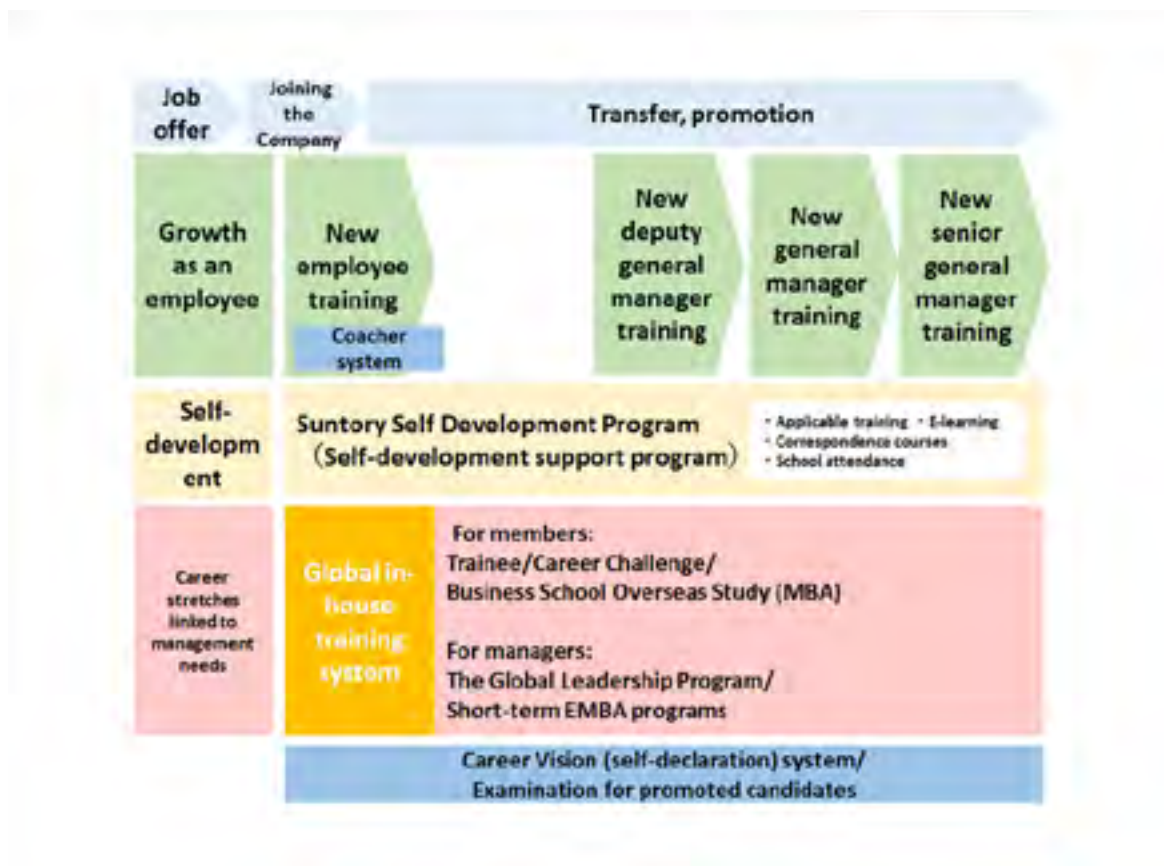 Job
offer
Joining
the
Company
Transfer, promotion
Growth
as an
employee
New
employee
training
Coacher
system
New
deputy
general
manager
training
New
general
manager
training
New
senior
general
manager
training
Self-
developm
ent
Suntory Self Development Program
（Self-development support program）
・Applicable training ・E-learning
・Correspondence courses
・School attendance
Career
stretches
linked to
management
needs
Global in-
house
training
system
For members:
Trainee/Career Challenge/
Business School Overseas Study (MBA)
For managers:
The Global Leadership Program/
Short-term EMBA programs
Career Vision (self-declaration) system/
Examination for promoted candidates